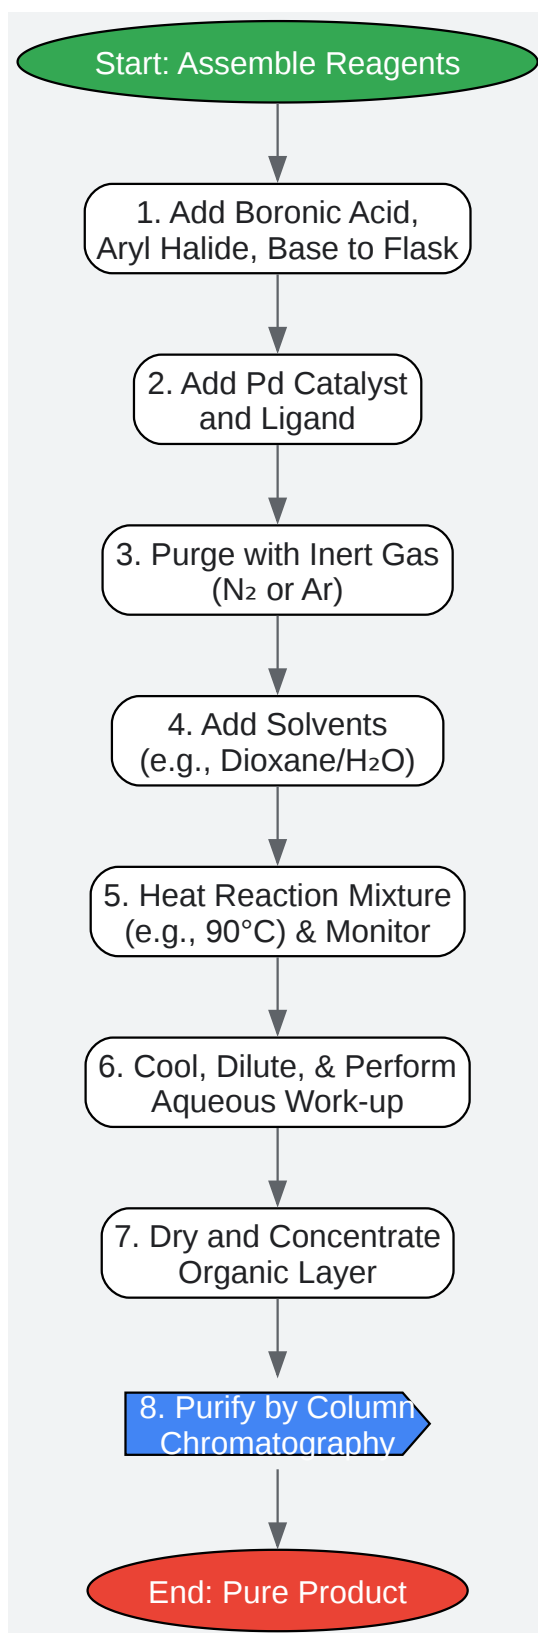 Start: Assemble Reagents
1. Add Boronic Acid,
Aryl Halide, Base to Flask
2. Add Pd Catalyst
and Ligand
3. Purge with Inert Gas
(N₂ or Ar)
4. Add Solvents
(e.g., Dioxane/H₂O)
5. Heat Reaction Mixture
(e.g., 90°C) & Monitor
6. Cool, Dilute, & Perform
Aqueous Work-up
7. Dry and Concentrate
Organic Layer
8. Purify by Column
Chromatography
End: Pure Product